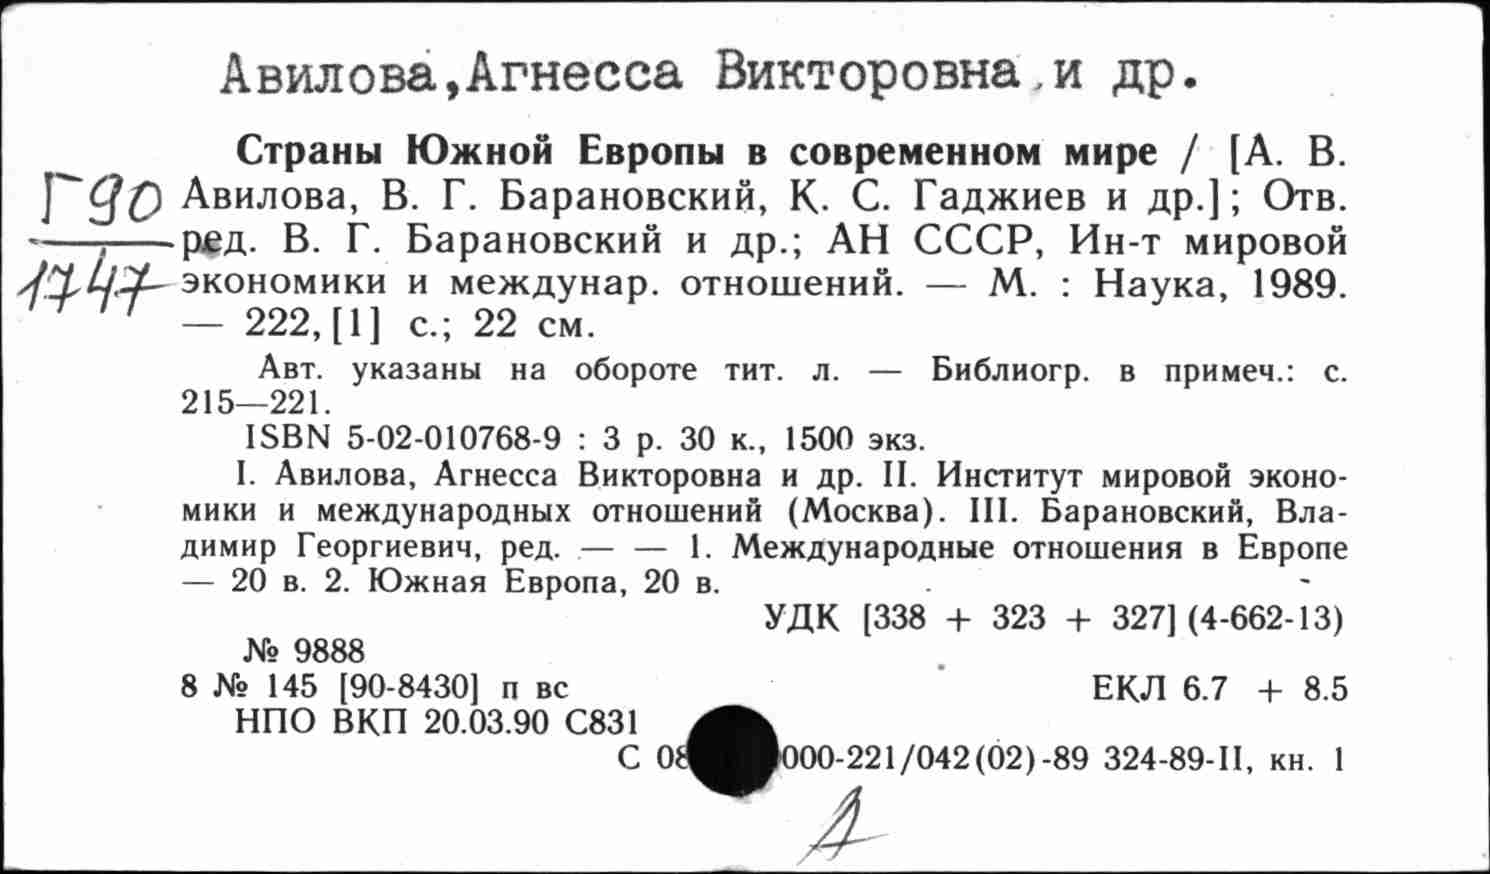 Авилова, Агнесса Викторовна, и др.
Страны Южной Европы в современном мире / [А. В.
Г90 Авилова, В. Г. Барановский, К. С. Гаджиев и др.]; Отв.
ред. В. Г. Барановский и др.; АН СССР, Ин-т мировой
1747 экономики и междунар. отношений. — М. : Наука, 1989.
— 222, [1] с.; 22 см.
Авт. указаны на обороте тит. л. — Библиогр. в примеч.: с.
215—221.
ISBN 5-02-010768-9 : 3 р. 30 к., 1500 экз.
I. Авилова, Агнесса Викторовна и др. II. Институт мировой эконо-
мики и международных отношений (Москва). III. Барановский, Вла-
димир Георгиевич, ред. — — 1. Международные отношения в Европе
— 20 в. 2. Южная Европа, 20 в.
УДК [338 + 323 + 327] (4-662-13)
№ 9888
8 № 145 [90-8430] п вс ЕКЛ 6.7 + 8.5
НПО ВКП 20.03.90 С831
С 08 000-221/042(02)-89 324-89-II, кн. 1
А